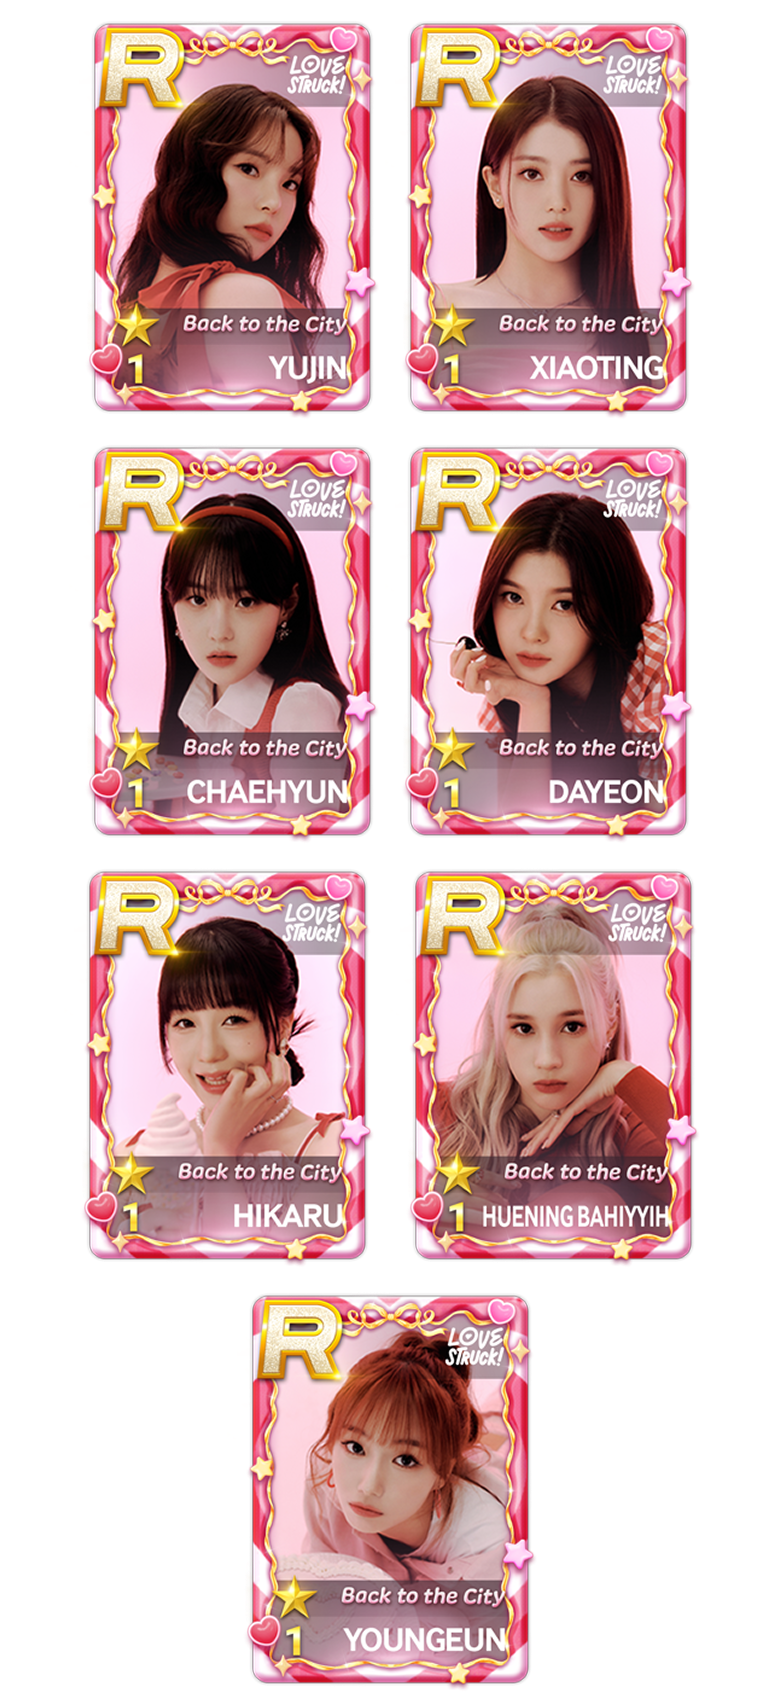 R
LOVE
STRUCK!
Back to the City
1
YUJIN
R
LOVE
STRUCK!
Back to the City
1
XIAOTING
R
LOVE
STRUCK!
Back to the City
1
CHAEHYUN
R
LOVE
STRUCK!
Back to the City
1
DAYEON
R
LOVE
STRUCK!
Back to the City
1
HIKARU
R
LOVE
STRUCK!
Back to the City
1
HUENING BAHIYYIH
R
LOVE
STRUCK!
Back to the City
1
YOUNGEUN